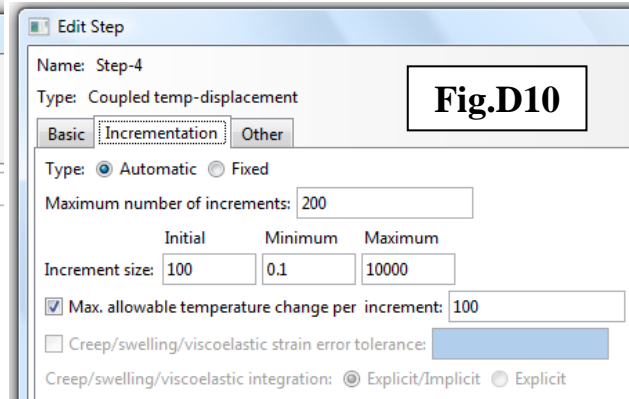 Edit Step
Name: Step-4
Type: Coupled temp-displacement
Fig.D10
Basic Incrementation Other
Type: Automatic Fixed
Maximum number of increments: 200
Initial Minimum Maximum
Increment size: 100 0.1 10000
Max. allowable temperature change per increment: 100
Creep/swelling/viscoelastic strain error tolerance:
Creep/swelling/viscoelastic integration: Explicit/Implicit Explicit